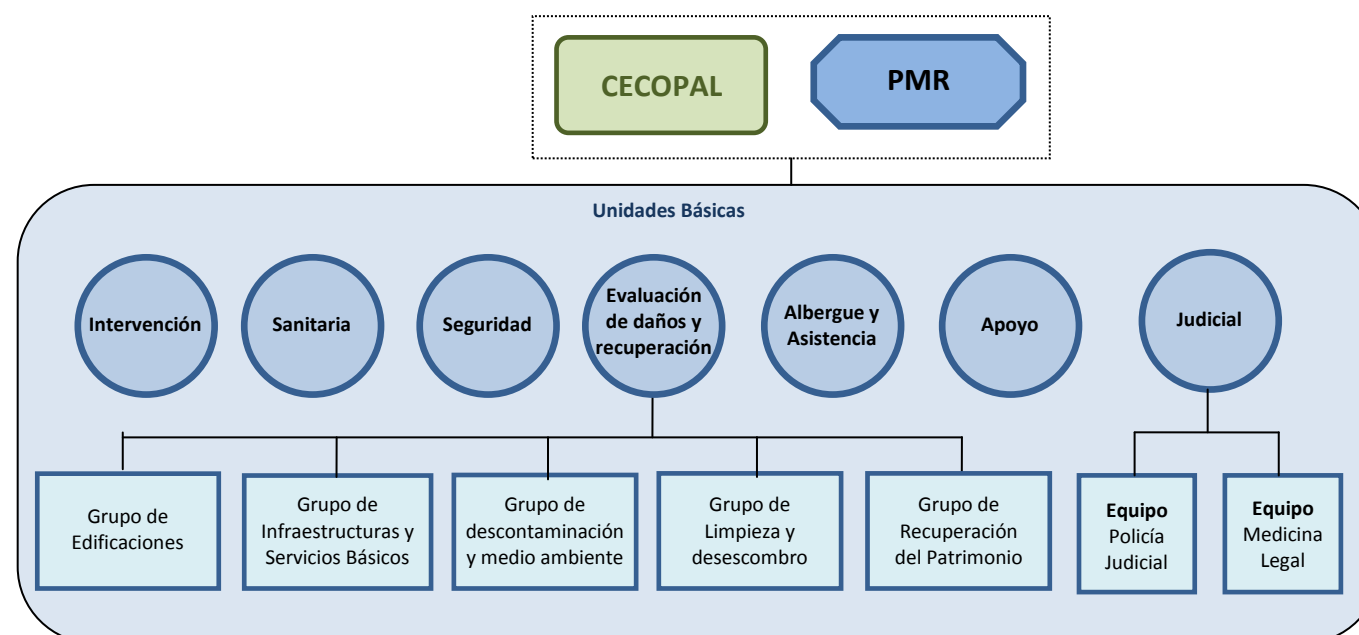 CECOPAL
PMR
Unidades Básicas
Intervención
Sanitaria
Seguridad
Evaluación
de daños y
recuperación
Albergue y
Asistencia
Apoyo
Judicial
Grupo de
Edificaciones
Grupo de
Infraestructuras y
Servicios Básicos
Grupo de
descontaminación
y medio ambiente
Grupo de
Limpieza y
desescombro
Grupo de
Recuperación
del Patrimonio
Equipo
Policía
Judicial
Equipo
Medicina
Legal